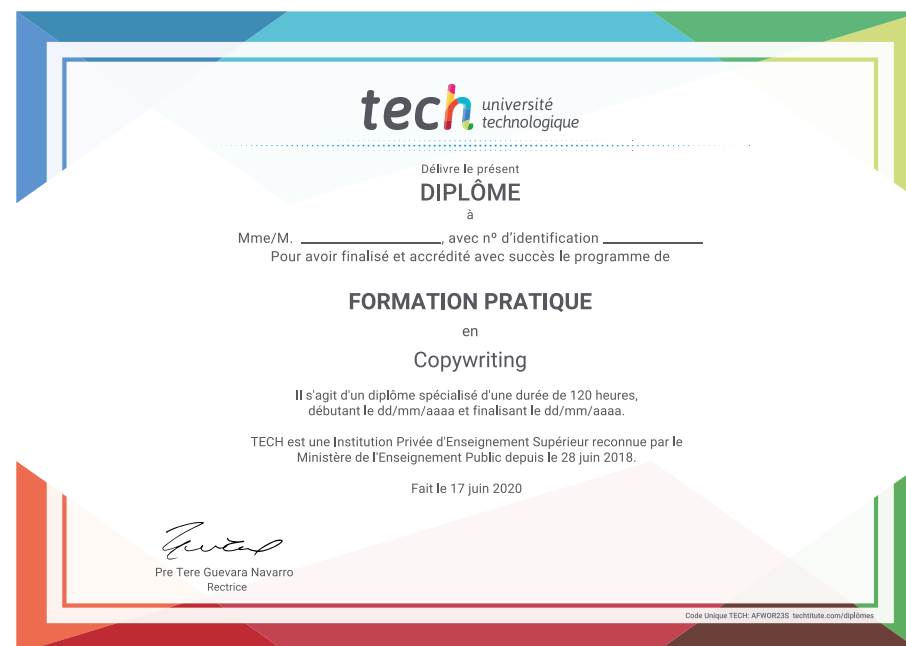 tech université
technologique
Délivre le présent
DIPLÔME
à
Mme/M. ____________________, avec nº d'identification ______________
Pour avoir finalisé et accrédité avec succès le programme de
FORMATION PRATIQUE
en
Copywriting
Il s'agit d'un diplôme spécialisé d'une durée de 120 heures,
débutant le dd/mm/aaaa et finalisant le dd/mm/aaaa.
TECH est une Institution Privée d'Enseignement Supérieur reconnue par le
Ministère de l'Enseignement Public depuis le 28 juin 2018.
Fait le 17 juin 2020
Pre Tere Guevara Navarro
Rectrice
Code Unique TECH: AFWOR23S techtitute.com/diplômes